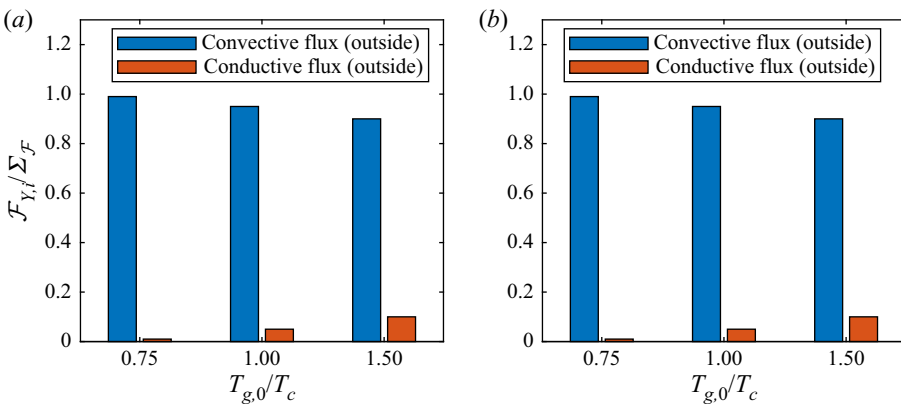 (a)
1.2
1.0
0.8
0.6
0.4
0.2
0
ℱY,i/Σℱ
Convective flux (outside)
Conductive flux (outside)
0.75 1.00 1.50
Tg,0/Tc
(b)
1.2
1.0
0.8
0.6
0.4
0.2
0
Convective flux (outside)
Conductive flux (outside)
0.75 1.00 1.50
Tg,0/Tc